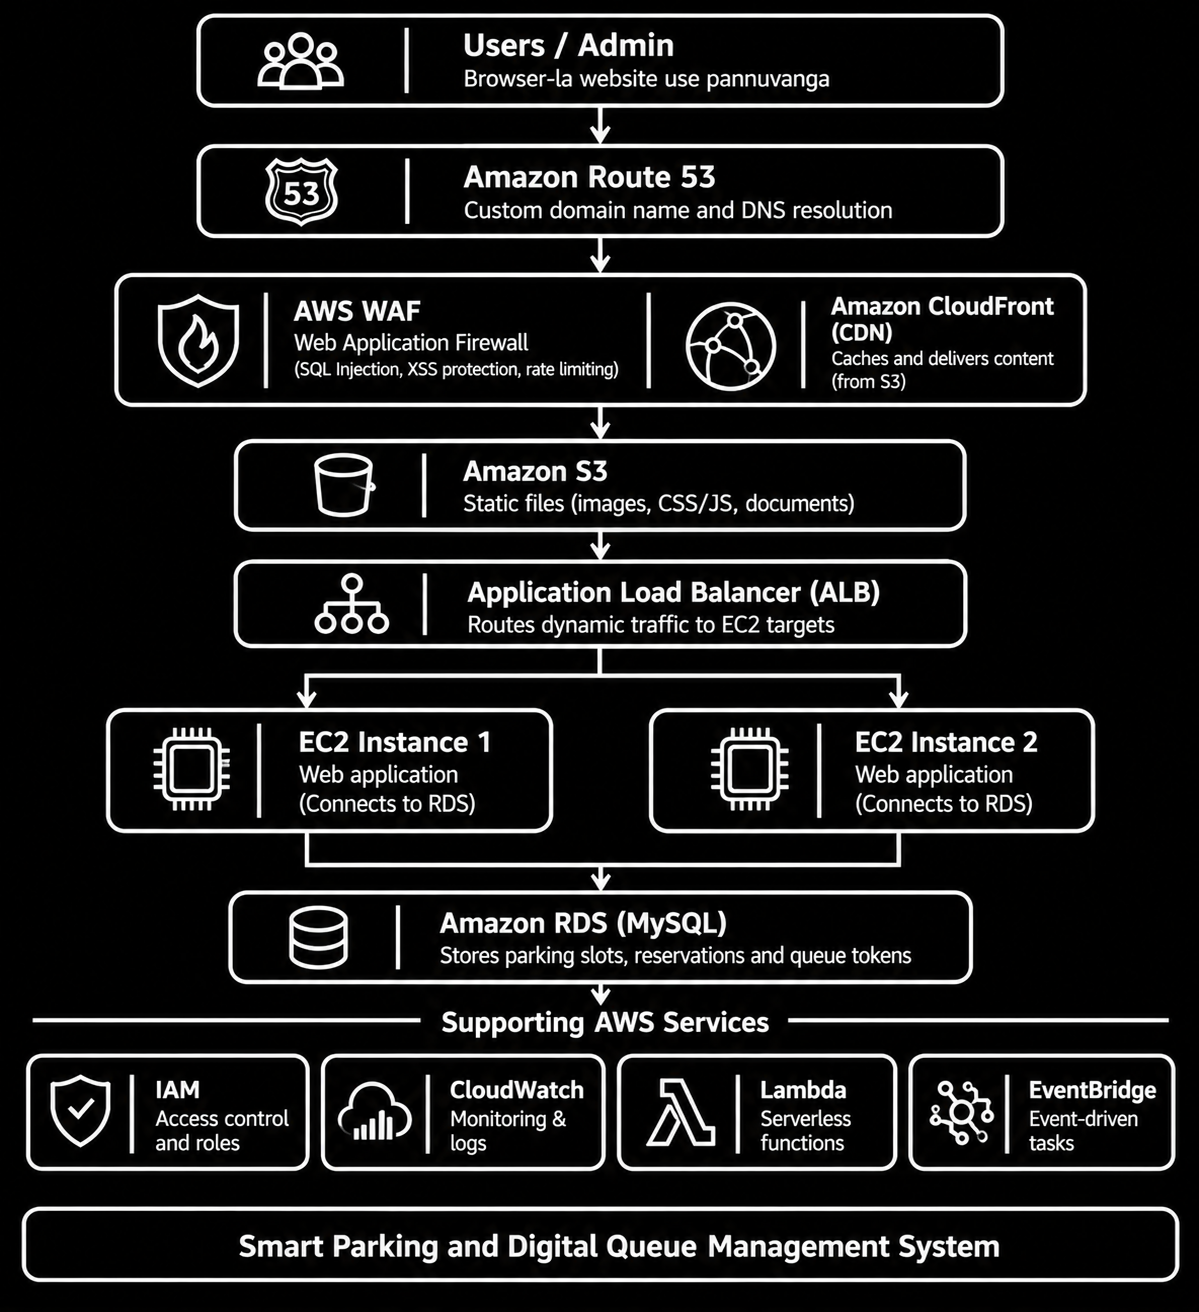 Users / Admin
Browser-la website use pannuvanga
53
Amazon Route 53
Custom domain name and DNS resolution
AWS WAF
Web Application Firewall
(SQL Injection, XSS protection, rate limiting)
Amazon CloudFront
(CDN)
Caches and delivers content
(from S3)
Amazon S3
Static files (images, CSS/JS, documents)
Application Load Balancer (ALB)
Routes dynamic traffic to EC2 targets
EC2 Instance 1
Web application
(Connects to RDS)
EC2 Instance 2
Web application
(Connects to RDS)
Amazon RDS (MySQL)
Stores parking slots, reservations and queue tokens
Supporting AWS Services
IAM
Access control
and roles
CloudWatch
Monitoring &
logs
Lambda
Serverless
functions
EventBridge
Event-driven
tasks
Smart Parking and Digital Queue Management System